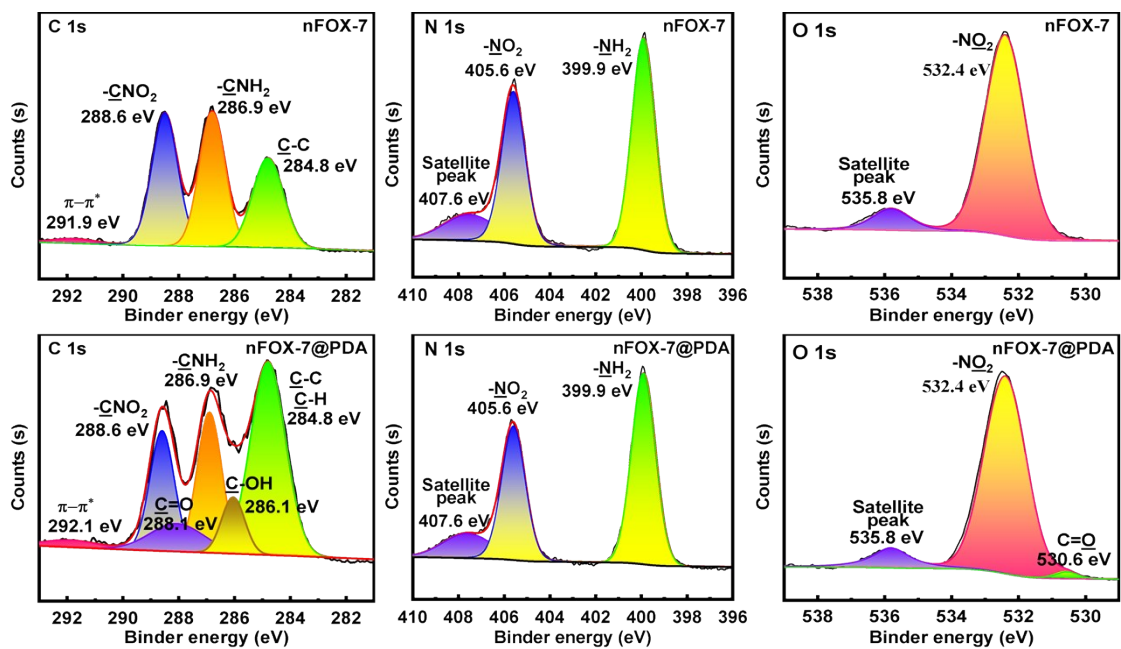 C 1s
nFOX-7
-CNO2
288.6 eV
-CNH2
286.9 eV
C-C
284.8 eV
π–π*
291.9 eV
Counts (s)
292 290 288 286 284 282
Binder energy (eV)
N 1s
nFOX-7
-NO2
405.6 eV
-NH2
399.9 eV
Satellite
peak
407.6 eV
Counts (s)
410 408 406 404 402 400 398 396
Binder energy (eV)
O 1s
nFOX-7
-NO2
532.4 eV
Satellite
peak
535.8 eV
Counts (s)
538 536 534 532 530
Binder energy (eV)
C 1s
nFOX-7@PDA
-CNH2
286.9 eV
C-C
C-H
284.8 eV
-CNO2
288.6 eV
C-OH
286.1 eV
C=O
288.1 eV
π–π*
292.1 eV
Counts (s)
292 290 288 286 284 282
Binder energy (eV)
N 1s
nFOX-7@PDA
-NH2
399.9 eV
-NO2
405.6 eV
Satellite
peak
407.6 eV
Counts (s)
410 408 406 404 402 400 398 396
Binder energy (eV)
O 1s
nFOX-7@PDA
-NO2
532.4 eV
Satellite
peak
535.8 eV
C=O
530.6 eV
Counts (s)
538 536 534 532 530
Binder energy (eV)